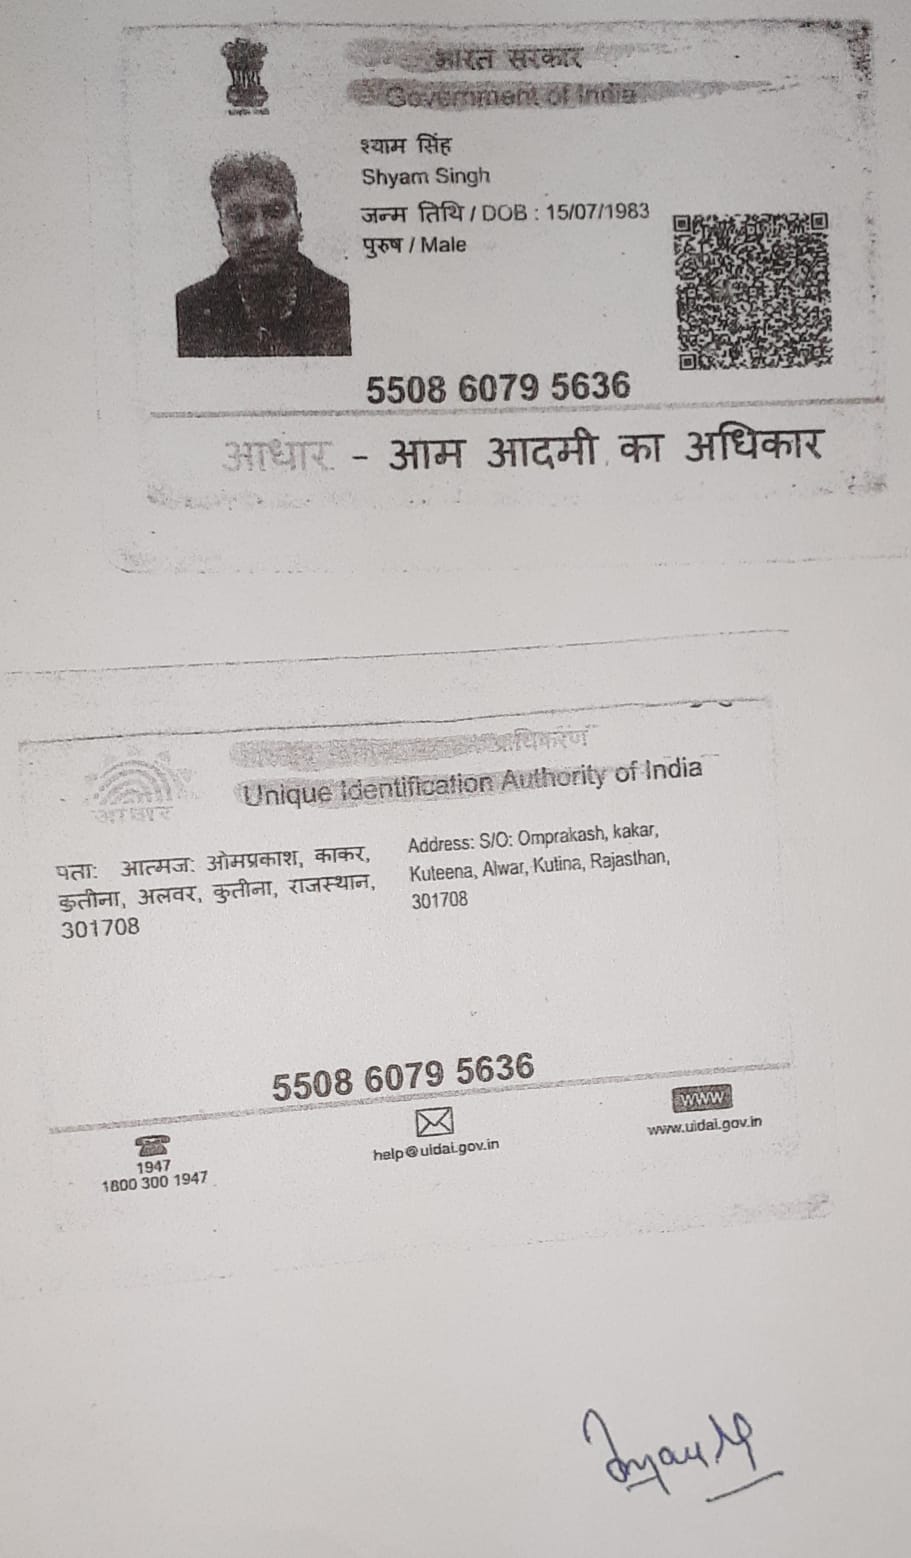 भारत सरकार
Government of India
श्याम सिंह
Shyam Singh
जन्म तिथि / DOB : 15/07/1983
पुरुष / Male
5508 6079 5636
आधार - आम आदमी का अधिकार
प्राधिकरण
Unique Identification Authority of India
आधार
पताः आत्मज: ओमप्रकाश, काकर,
कुतीना, अलवर, कुतीना, राजस्थान,
301708
Address: S/O: Omprakash, kakar,
Kuteena, Alwar, Kutina, Rajasthan,
301708
5508 6079 5636
1947
1800 300 1947
help@uidai.gov.in
WWW
www.uidai.gov.in